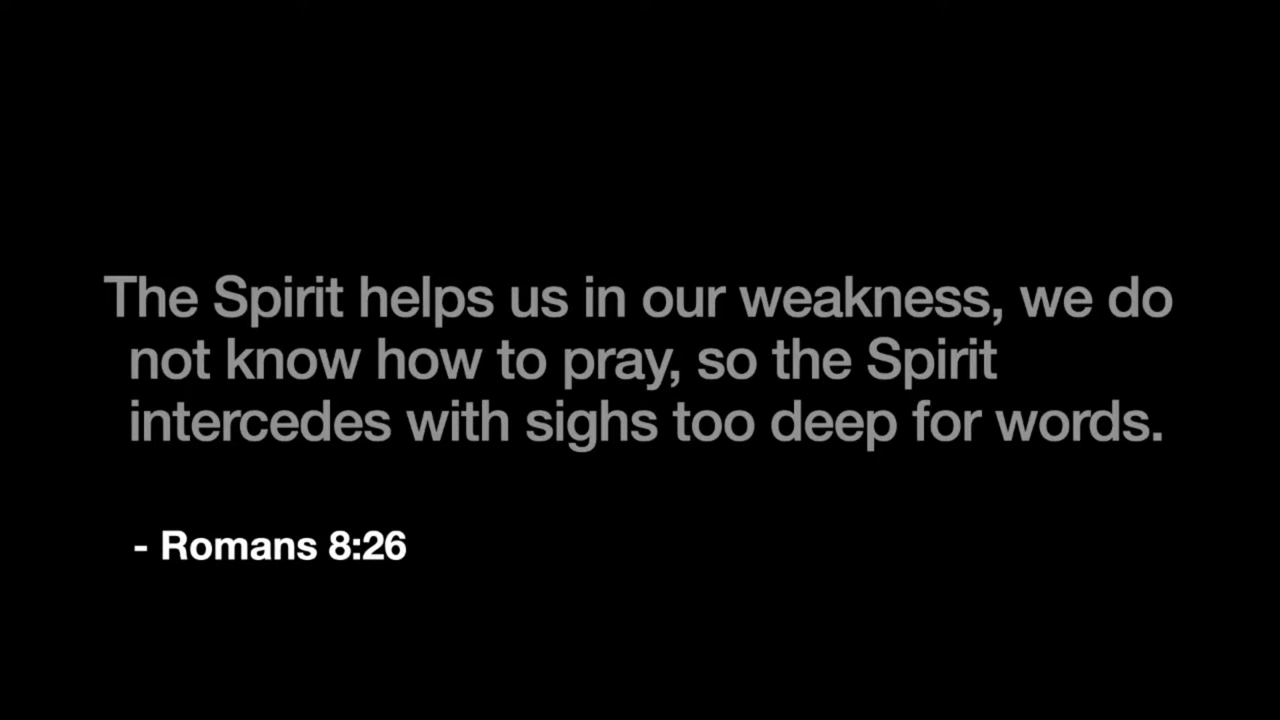 The Spirit helps us in our weakness, we do
not know how to pray, so the Spirit
intercedes with sighs too deep for words.
- Romans 8:26